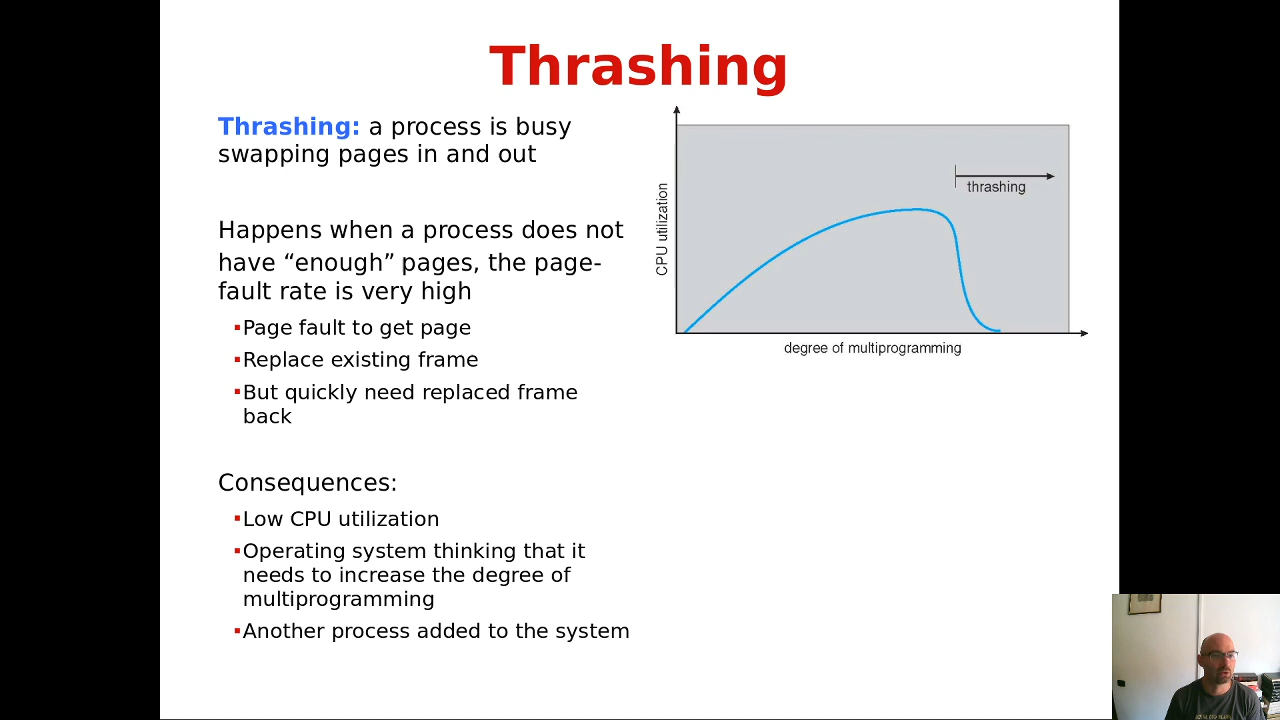 Thrashing
Thrashing: a process is busy
swapping pages in and out
Happens when a process does not
have “enough” pages, the page-
fault rate is very high
▪Page fault to get page
▪Replace existing frame
▪But quickly need replaced frame
back
Consequences:
▪Low CPU utilization
▪Operating system thinking that it
needs to increase the degree of
multiprogramming
▪Another process added to the system
CPU utilization
thrashing
degree of multiprogramming